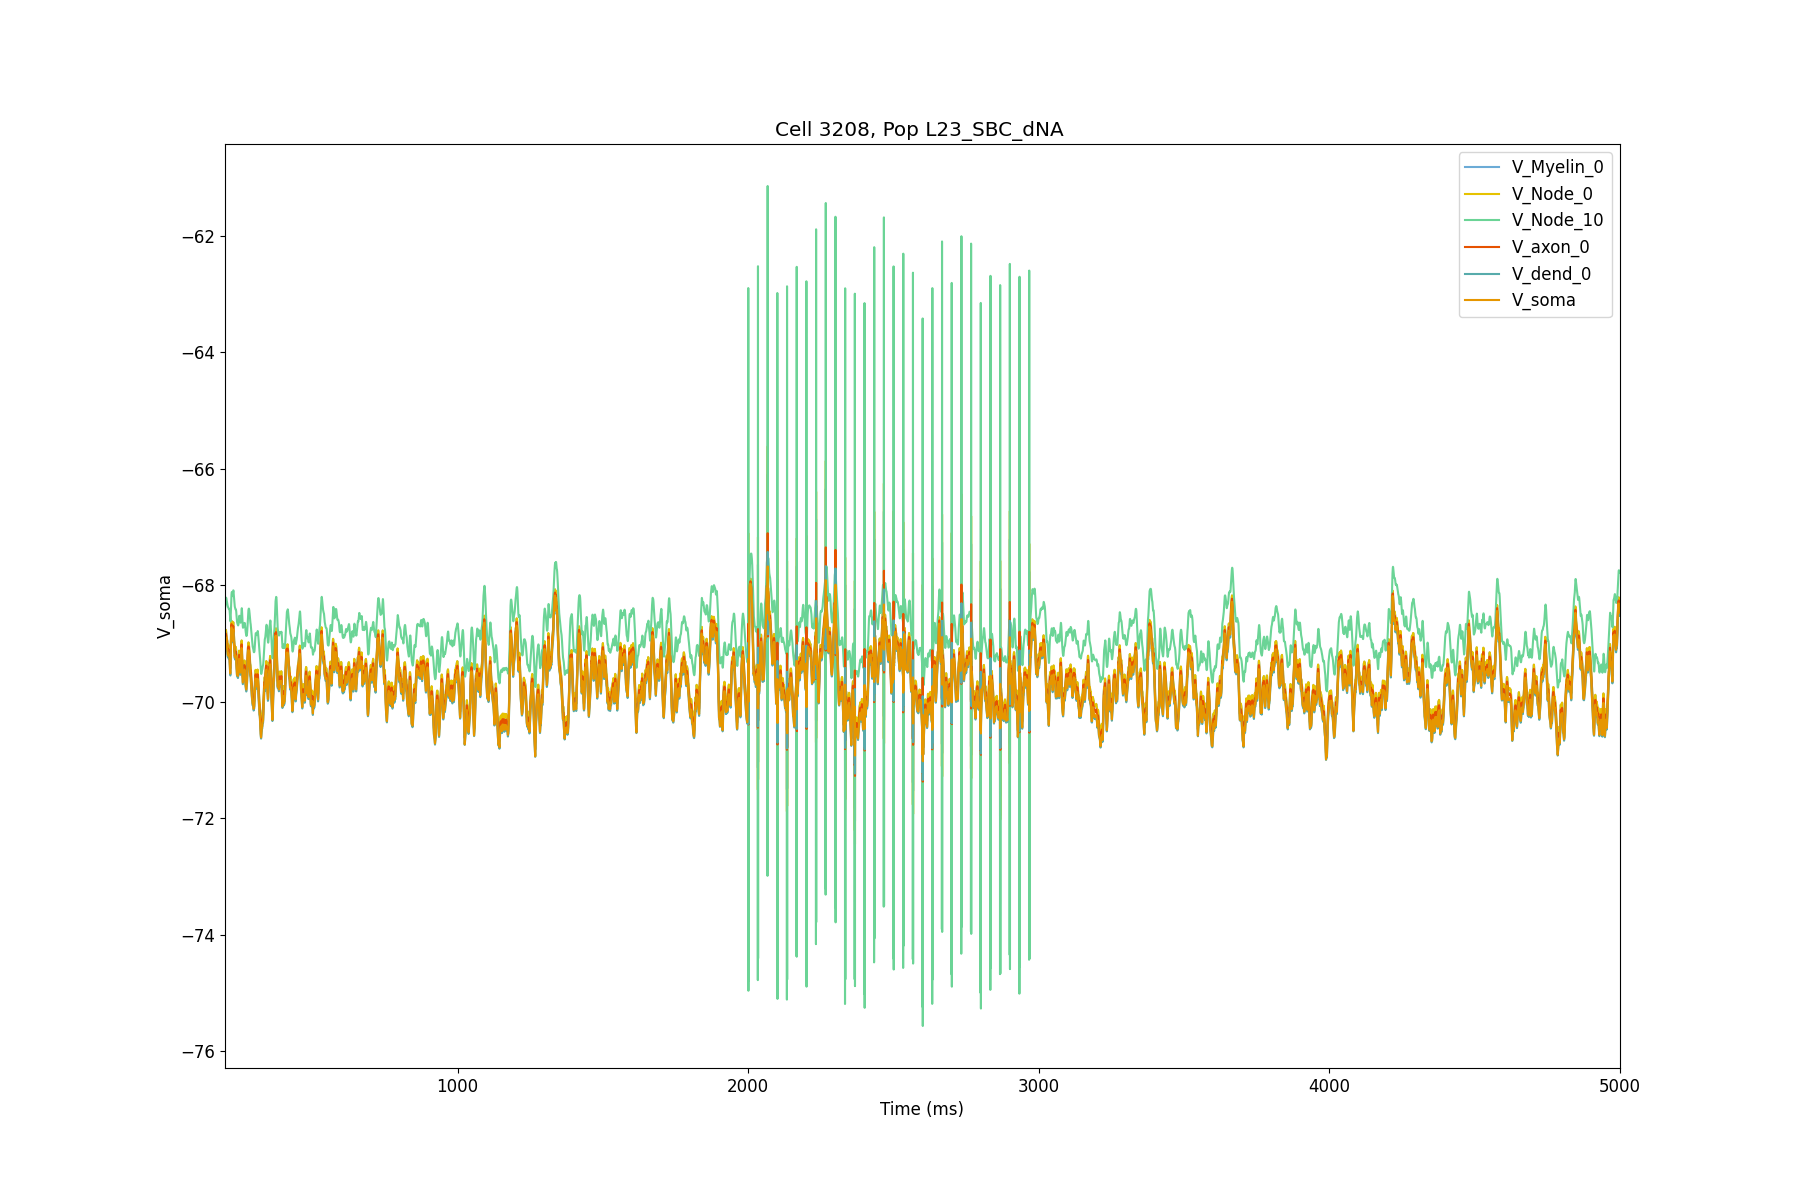 Cell 3208, Pop L23_SBC_dNA
V_Myelin_0
V_Node_0
V_Node_10
V_axon_0
V_dend_0
V_soma
−62
−64
−66
−68
−70
−72
−74
−76
V_soma
1000
2000
3000
4000
5000
Time (ms)